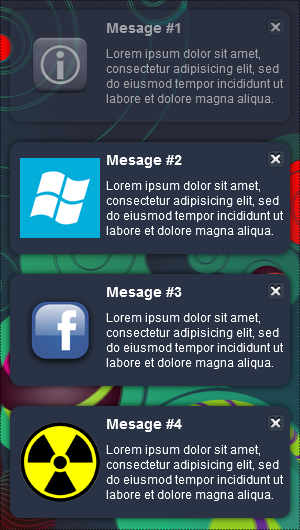 Mesage #1
Lorem ipsum dolor sit amet,
consectetur adipisicing elit, sed
do eiusmod tempor incididunt ut
labore et dolore magna aliqua.
Mesage #2
Lorem ipsum dolor sit amet,
consectetur adipisicing elit, sed
do eiusmod tempor incididunt ut
labore et dolore magna aliqua.
Mesage #3
Lorem ipsum dolor sit amet,
consectetur adipisicing elit, sed
do eiusmod tempor incididunt ut
labore et dolore magna aliqua.
Mesage #4
Lorem ipsum dolor sit amet,
consectetur adipisicing elit, sed
do eiusmod tempor incididunt ut
labore et dolore magna aliqua.